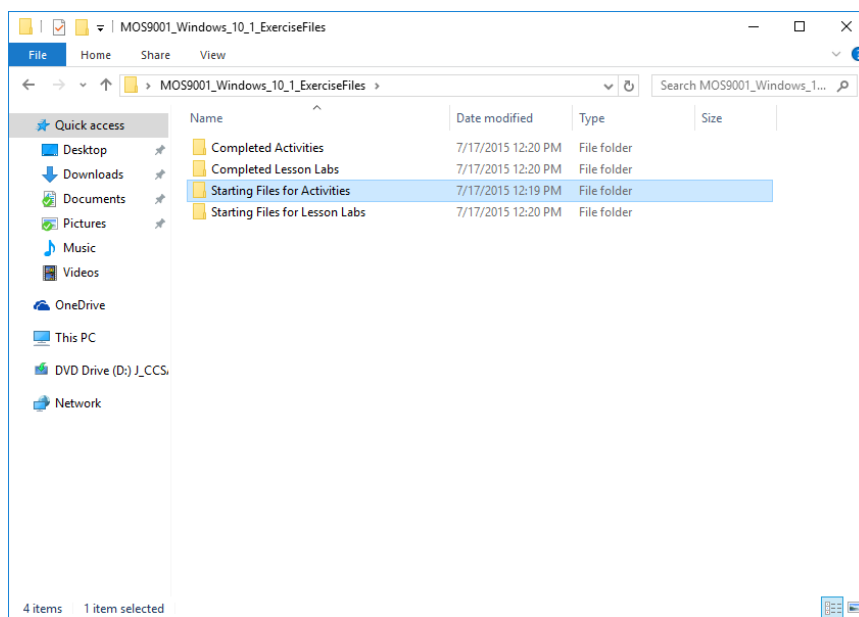 MOS9001_Windows_10_1_ExerciseFiles
File Home Share View
MOS9001_Windows_10_1_ExerciseFiles Search MOS9001_Windows_1...
Name Date modified Type Size
Quick access
Desktop
Downloads
Documents
Pictures
Music
Videos
OneDrive
This PC
DVD Drive (D:) J_CCS
Network
Completed Activities 7/17/2015 12:20 PM File folder
Completed Lesson Labs 7/17/2015 12:20 PM File folder
Starting Files for Activities 7/17/2015 12:19 PM File folder
Starting Files for Lesson Labs 7/17/2015 12:20 PM File folder
4 items 1 item selected